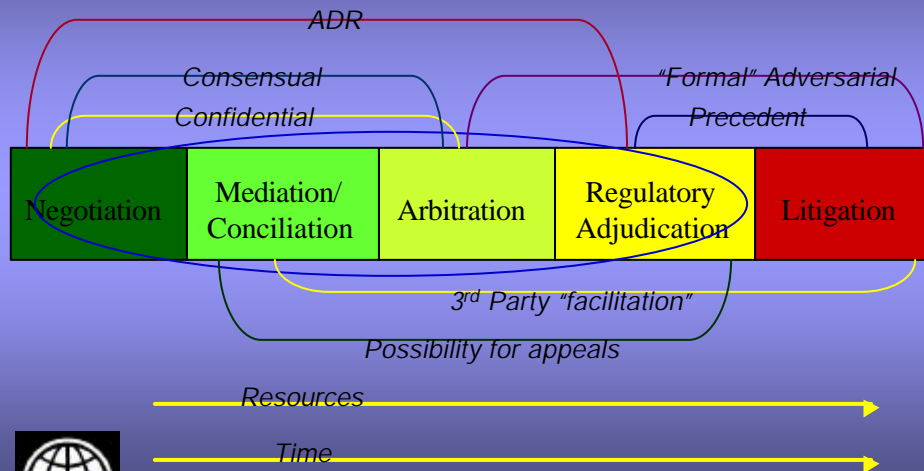 ADR
Consensual
"Formal" Adversarial
Confidential
Precedent
Negotiation
Mediation/
Conciliation
Arbitration
Regulatory
Adjudication
Litigation
3rd Party "facilitation"
Possibility for appeals
Resources
Time